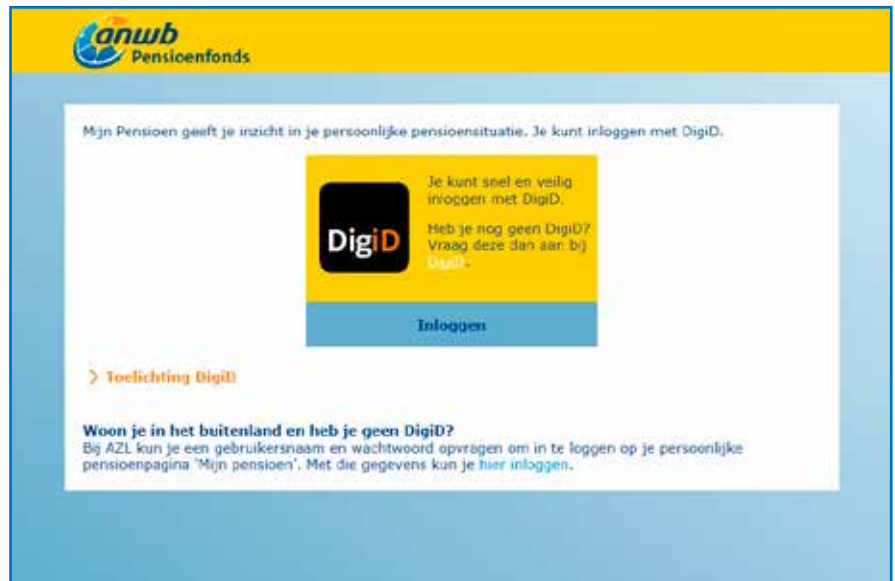 anwb
Pensioenfonds
Mijn Pensioen geeft je inzicht in je persoonlijke pensioensituatie. Je kunt inloggen met DigiD.
DigiD
Je kunt snel en veilig
inloggen met DigiD.
Heb je nog geen DigiD?
Vraag deze dan aan bij
DigiD.
Inloggen
> Toelichting DigiD
Woon je in het buitenland en heb je geen DigiD?
Bij AZL kun je een gebruikersnaam en wachtwoord opvragen om in te loggen op je persoonlijke
pensioenpagina 'Mijn pensioen'. Met die gegevens kun je hier inloggen.